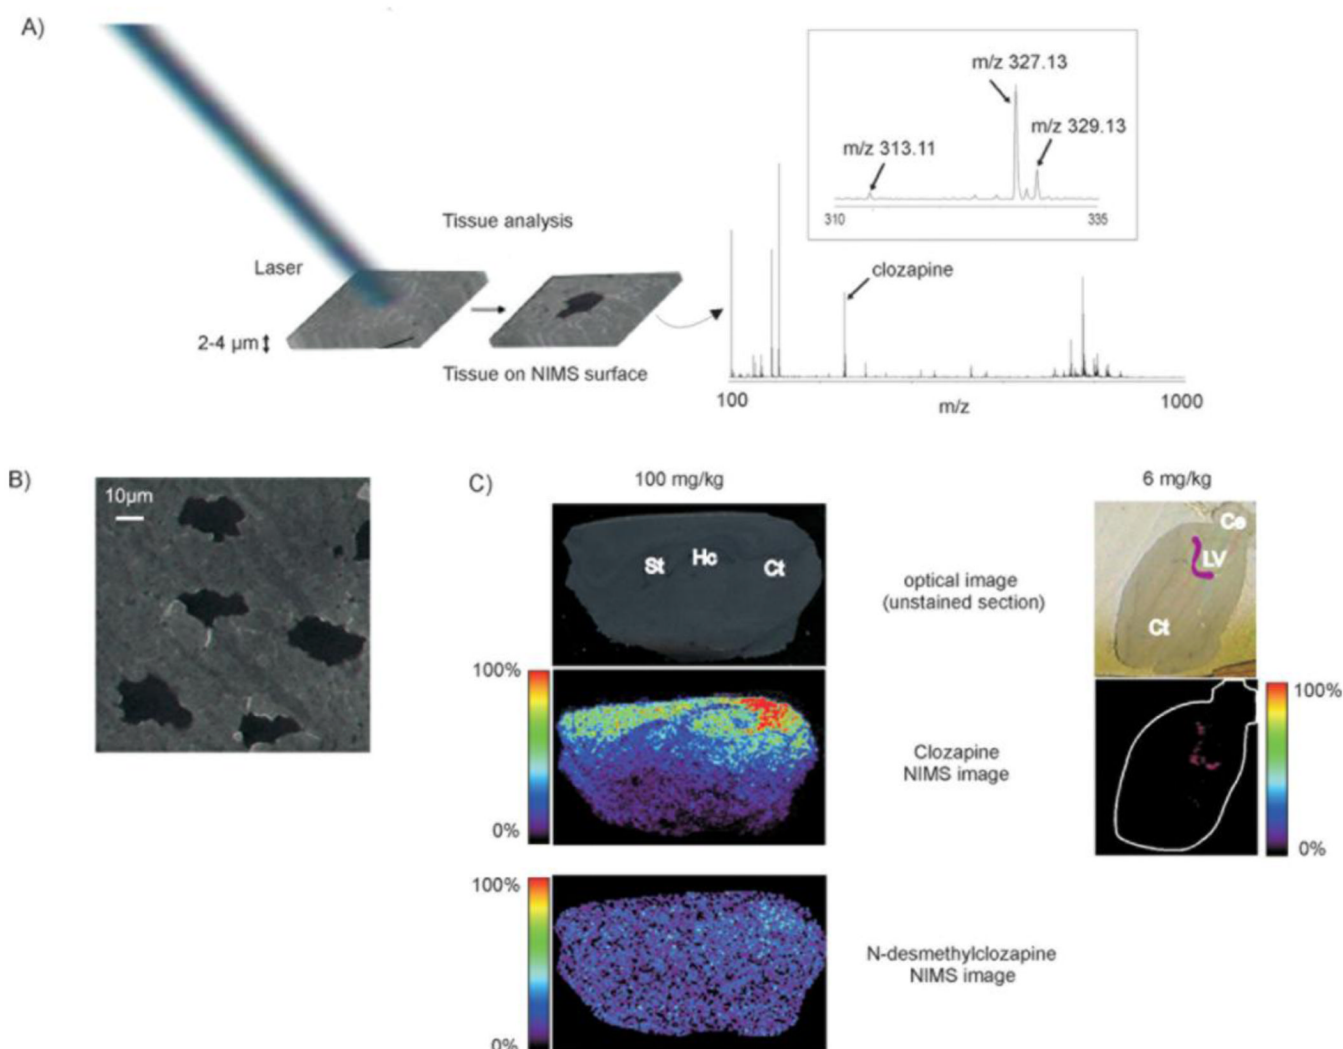 A)
m/z 327.13
m/z 329.13
m/z 313.11
310
335
Tissue analysis
Laser
clozapine
2-4 µm
Tissue on NIMS surface
100
m/z
1000
B)
10µm
C)
100 mg/kg
6 mg/kg
St
Hc
Ct
optical image
(unstained section)
Ce
LV
Ct
100%
0%
Clozapine
NIMS image
100%
0%
100%
0%
N-desmethylclozapine
NIMS image